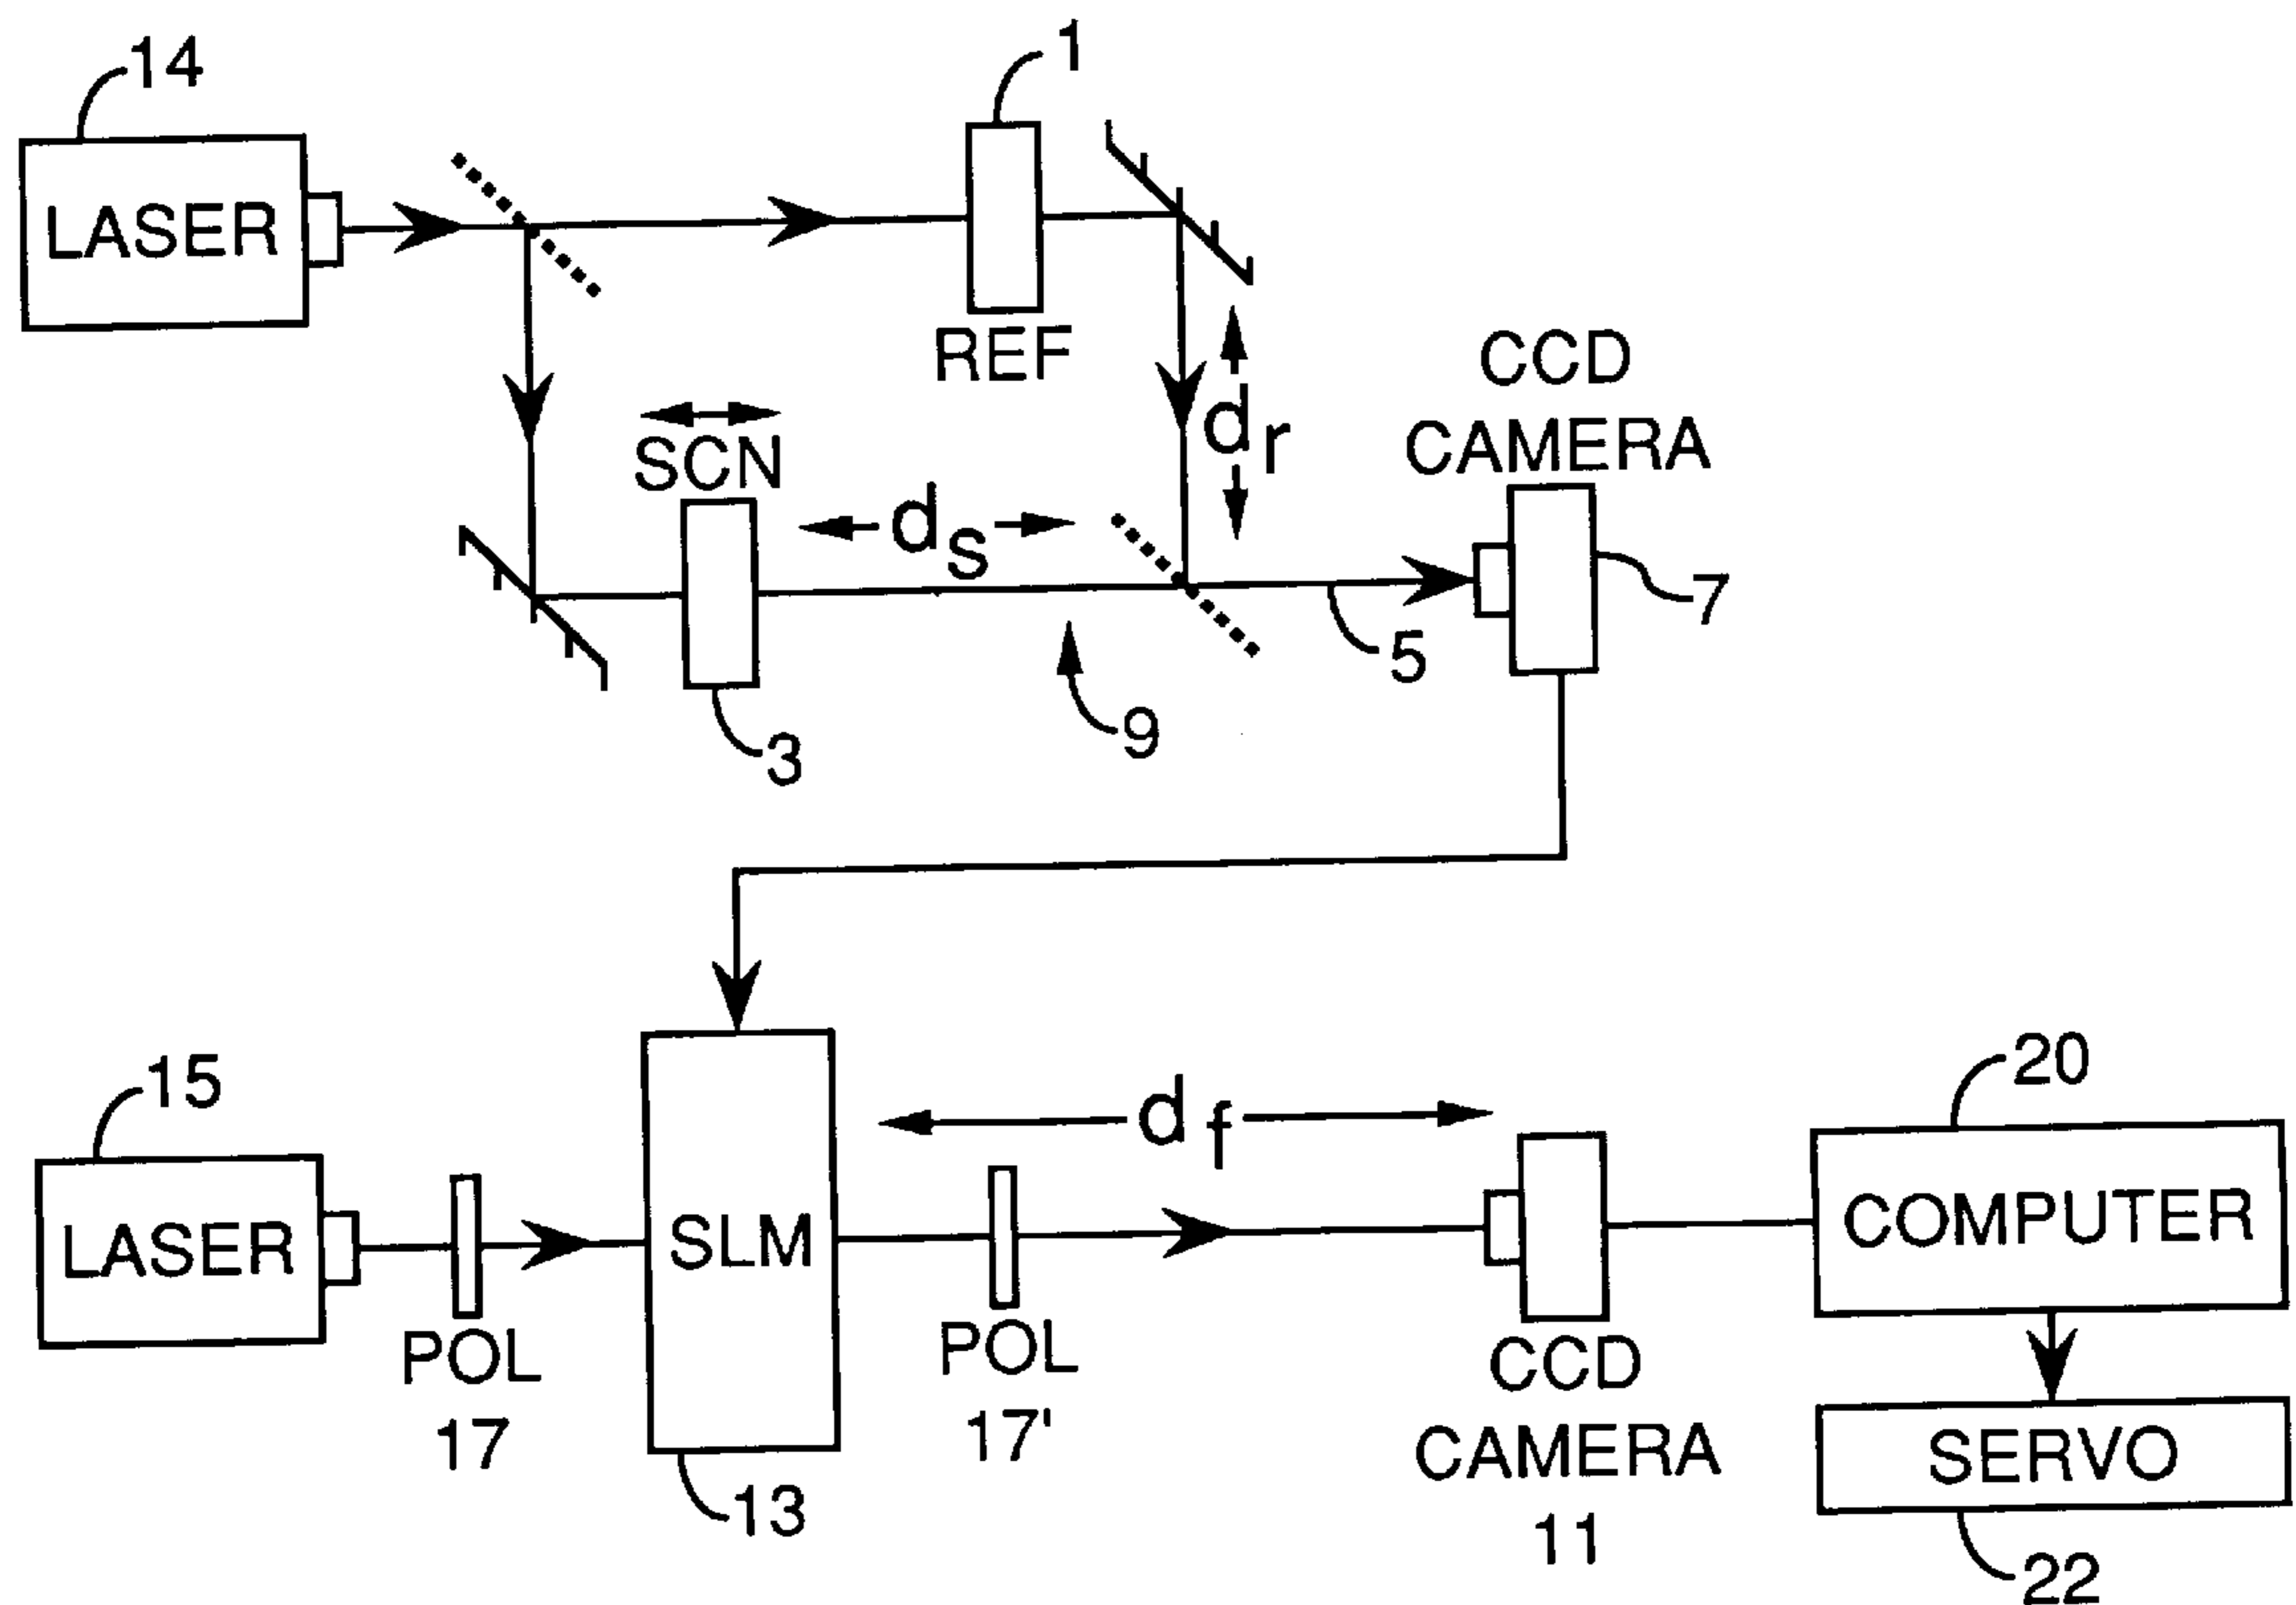 14
1
LASER
REF
CCD
CAMERA
dr
SCN
ds
7
5
9
3
15
20
df
LASER
SLM
COMPUTER
POL
17
POL
17'
CCD
CAMERA
11
SERVO
13
22